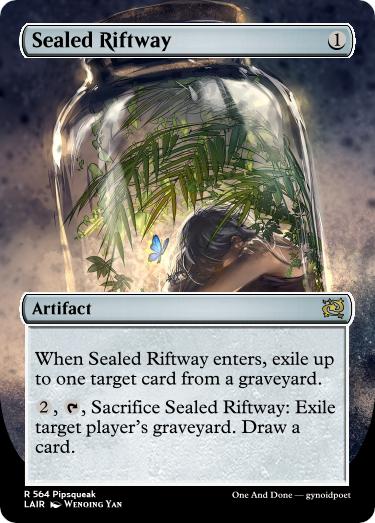 Sealed Riftway 1
Artifact
When Sealed Riftway enters, exile up
to one target card from a graveyard.
2 , , Sacrifice Sealed Riftway: Exile
target player's graveyard. Draw a
card.
R 564 Pipsqueak
LAIR Wenoing Yan
One And Done — gynoidpoet